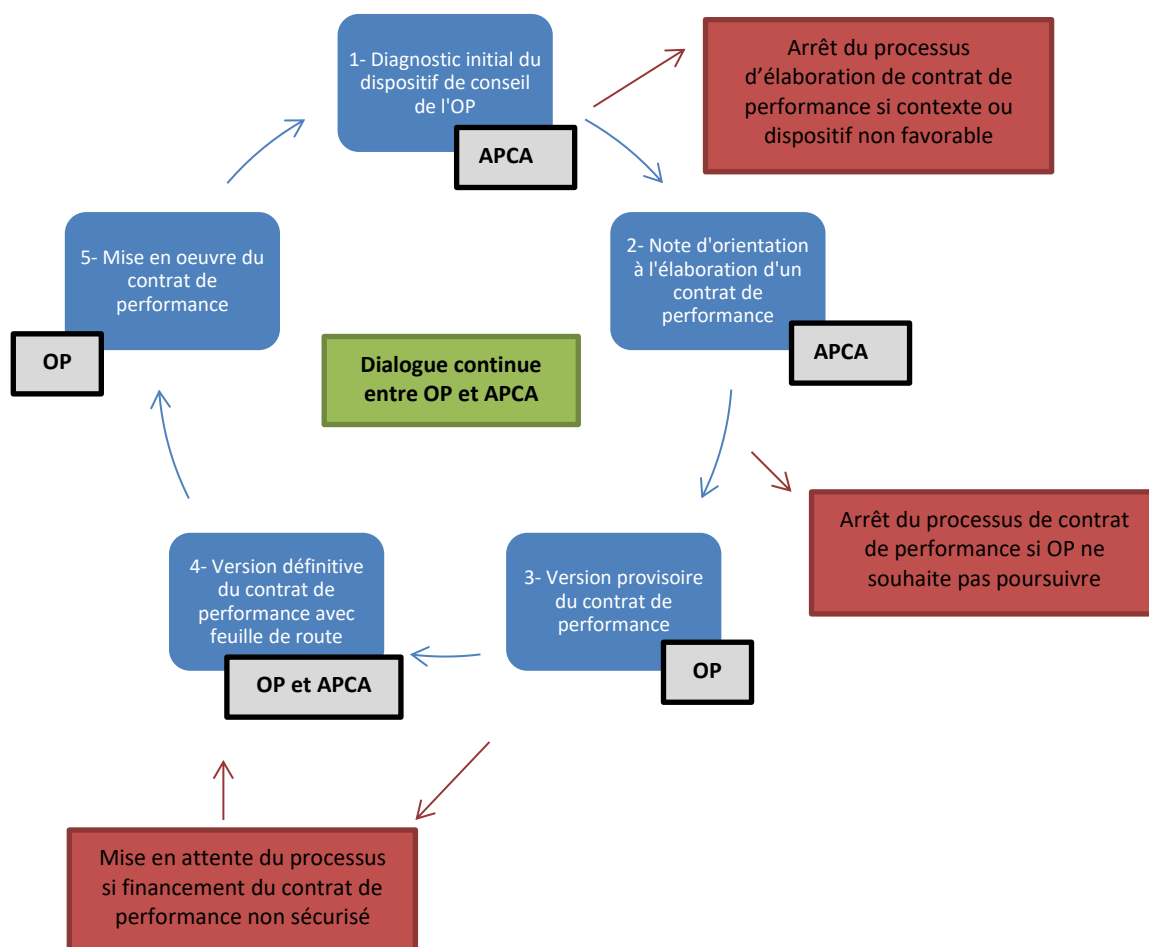 1- Diagnostic initial du
dispositif de conseil
de l'OP
APCA
Arrêt du processus
d’élaboration de contrat de
performance si contexte ou
dispositif non favorable
2- Note d'orientation
à l'élaboration d'un
contrat de
performance
APCA
5- Mise en oeuvre du
contrat de
performance
OP
Dialogue continue
entre OP et APCA
Arrêt du processus de contrat
de performance si OP ne
souhaite pas poursuivre
3- Version provisoire
du contrat de
performance
OP
4- Version définitive
du contrat de
performance avec
feuille de route
OP et APCA
Mise en attente du processus
si financement du contrat de
performance non sécurisé